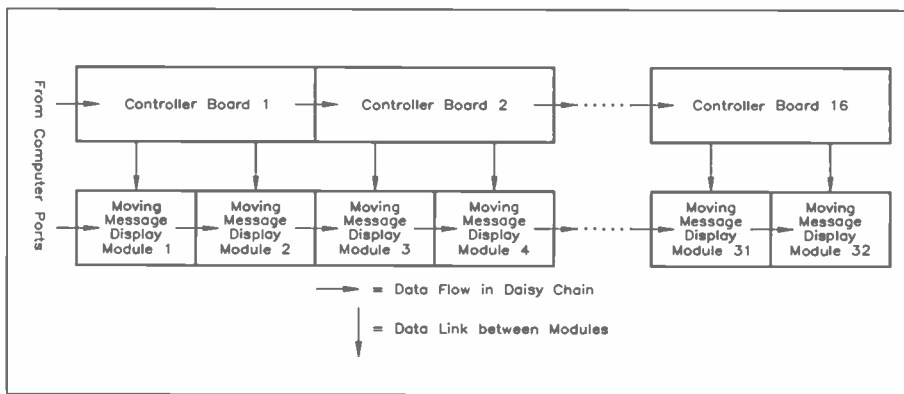 From Computer Ports
Controller Board 1
Controller Board 2
Controller Board 16
Moving
Message
Display
Module 1
Moving
Message
Display
Module 2
Moving
Message
Display
Module 3
Moving
Message
Display
Module 4
Moving
Message
Display
Module 31
Moving
Message
Display
Module 32
= Data Flow in Daisy Chain
= Data Link between Modules